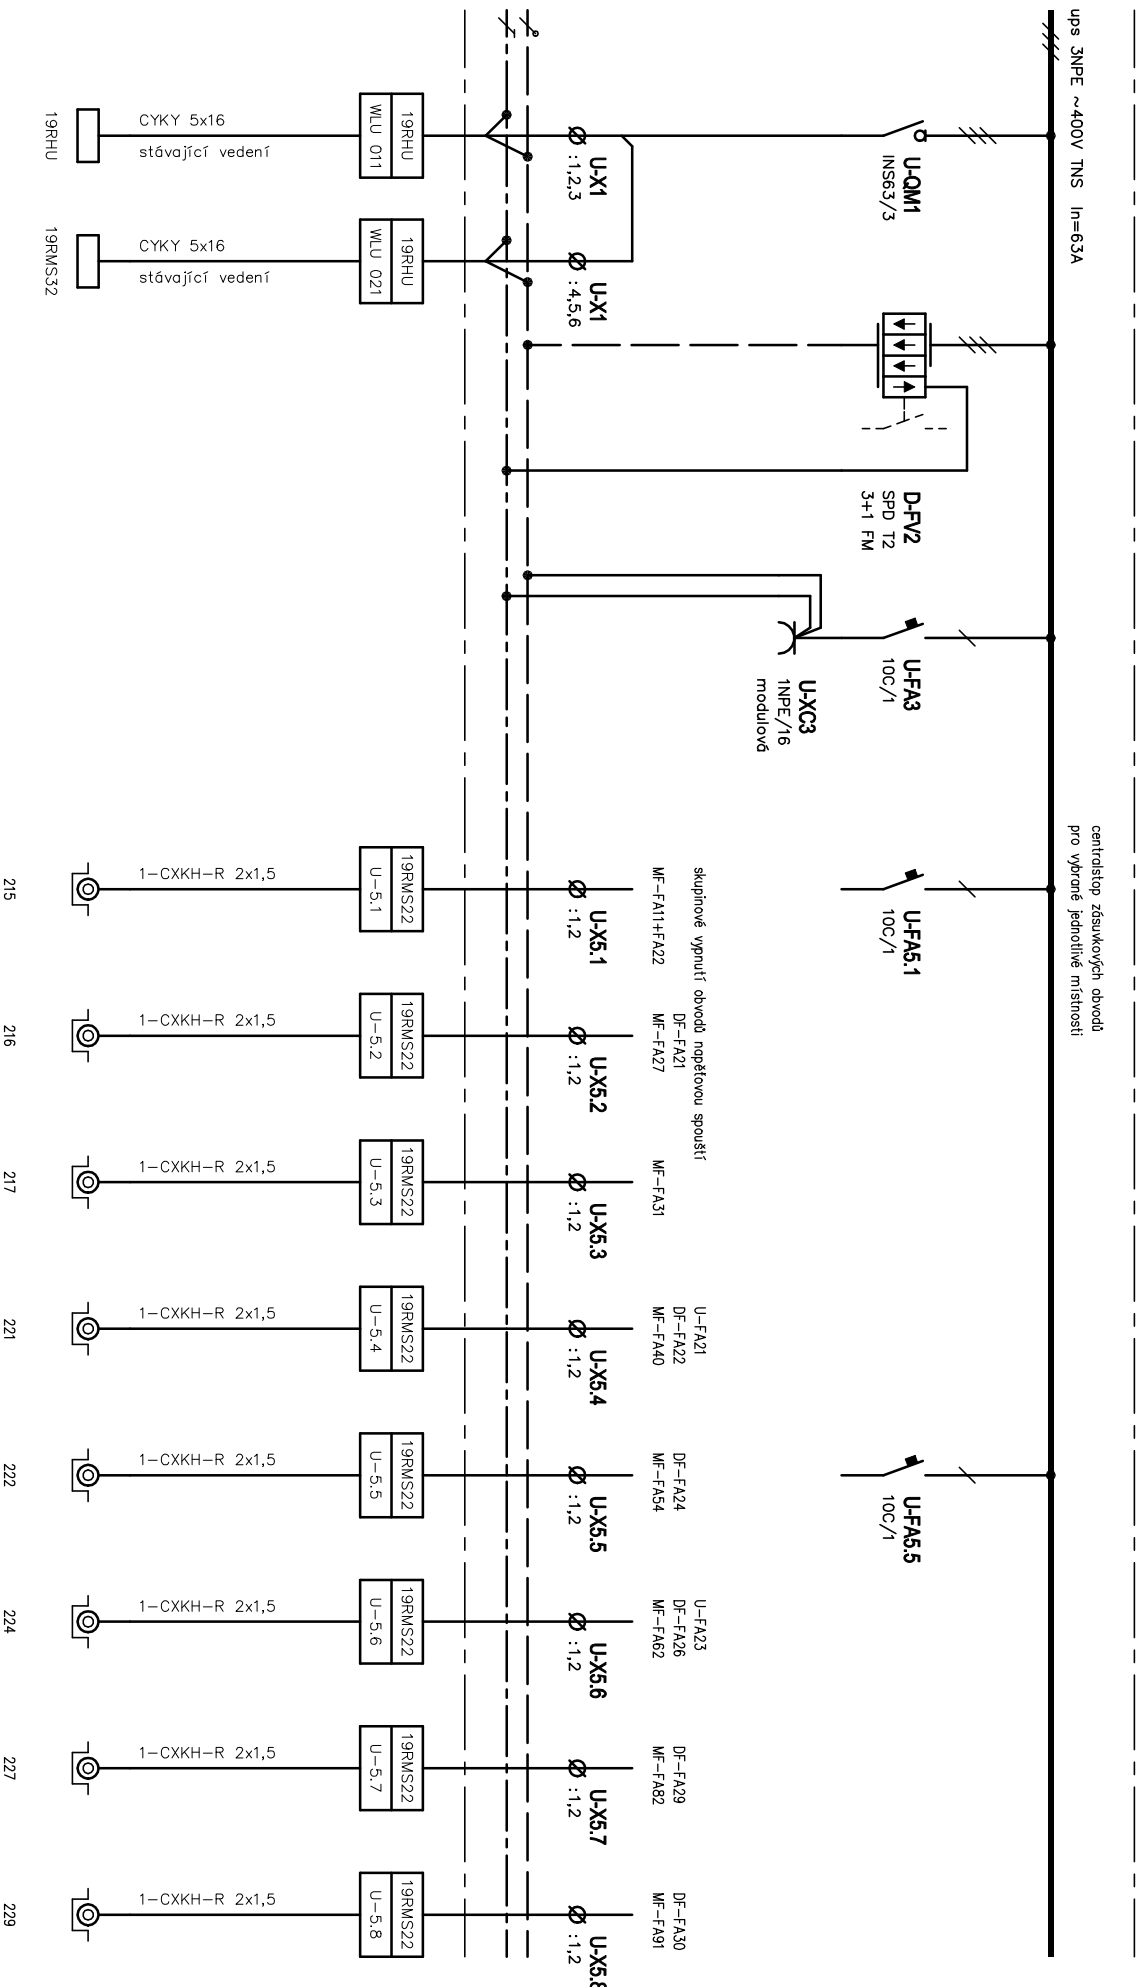 ups 3NPE ~400V TNS In=63A
centralstop zásuvkových obvodů
pro vybrané jednotlivé místnosti
U-QM1
INS63/3
D-FV2
SPD T2
3+1 FM
U-FA3
10C/1
U-XC3
1NPE/16
modulová
U-FA5.1
10C/1
U-FA5.5
10C/1
skupinové vypnutí obvodů napěťovou spouští
MF-FA11+FA22
DF-FA21
MF-FA27
MF-FA31
U-FA21
DF-FA22
MF-FA40
DF-FA24
MF-FA54
U-FA23
DF-FA26
MF-FA62
DF-FA29
MF-FA82
DF-FA30
MF-FA91
U-X1
:1,2,3
U-X1
:4,5,6
U-X5.1
:1,2
U-X5.2
:1,2
U-X5.3
:1,2
U-X5.4
:1,2
U-X5.5
:1,2
U-X5.6
:1,2
U-X5.7
:1,2
U-X5.8
:1,2
19RHU
WLU 011
19RHU
WLU 021
19RMS22
U-5.1
19RMS22
U-5.2
19RMS22
U-5.3
19RMS22
U-5.4
19RMS22
U-5.5
19RMS22
U-5.6
19RMS22
U-5.7
19RMS22
U-5.8
CYKY 5x16
stávající vedení
CYKY 5x16
stávající vedení
1-CXKH-R 2x1,5
1-CXKH-R 2x1,5
1-CXKH-R 2x1,5
1-CXKH-R 2x1,5
1-CXKH-R 2x1,5
1-CXKH-R 2x1,5
1-CXKH-R 2x1,5
1-CXKH-R 2x1,5
19RHU
19RMS32
215
216
217
221
222
224
227
229